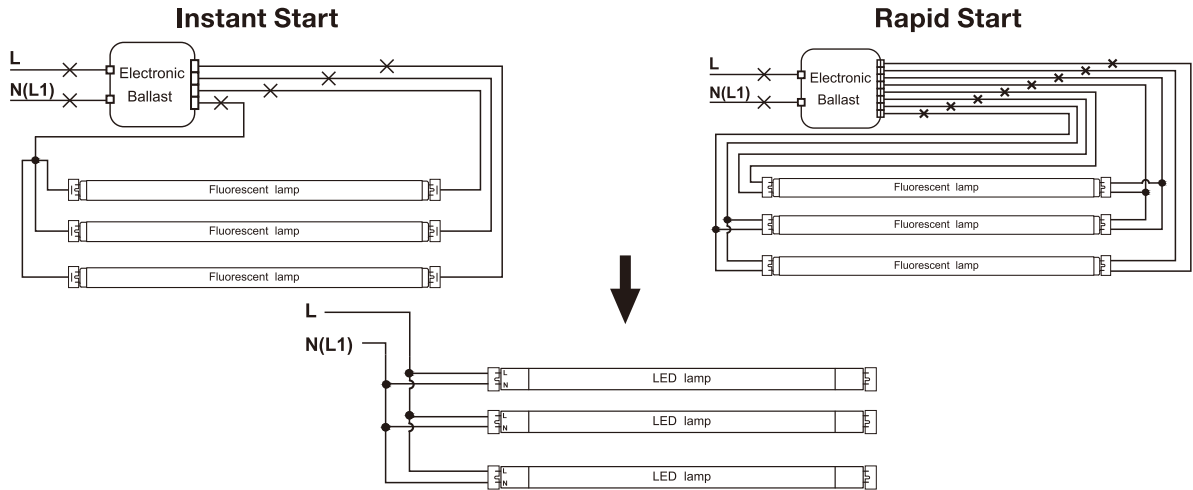 Instant Start
L
N(L1)
Electronic
Ballast
Fluorescent lamp
Fluorescent lamp
Fluorescent lamp
Rapid Start
L
N(L1)
Electronic
Ballast
Fluorescent lamp
Fluorescent lamp
Fluorescent lamp
L
N(L1)
L
N
LED lamp
L
N
LED lamp
L
N
LED lamp